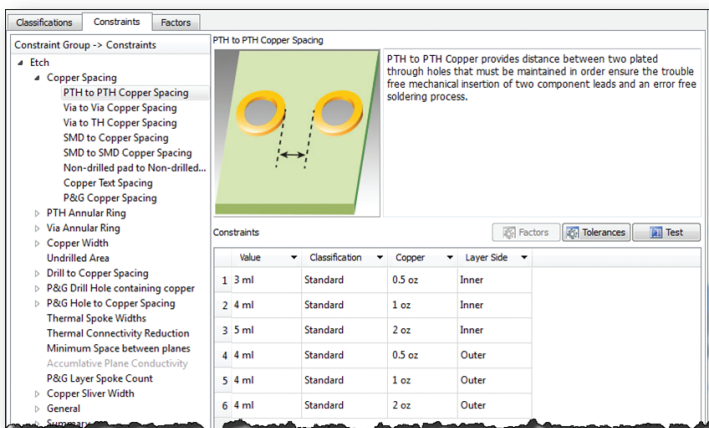 Classifications Constraints Factors
Constraint Group -> Constraints
Etch
Copper Spacing
PTH to PTH Copper Spacing
Via to Via Copper Spacing
Via to TH Copper Spacing
SMD to Copper Spacing
SMD to SMD Copper Spacing
Non-drilled pad to Non-drilled...
Copper Text Spacing
P&G Copper Spacing
PTH Annular Ring
Via Annular Ring
Copper Width
Undrilled Area
Drill to Copper Spacing
P&G Drill Hole containing copper
P&G Hole to Copper Spacing
Thermal Spoke Widths
Thermal Connectivity Reduction
Minimum Space between planes
Accumlative Plane Conductivity
P&G Layer Spoke Count
Copper Sliver Width
General
Summary
PTH to PTH Copper Spacing
PTH to PTH Copper provides distance between two plated
through holes that must be maintained in order ensure the trouble
free mechanical insertion of two component leads and an error free
soldering process.
Constraints Factors Tolerances Test
Value Classification Copper Layer Side
1 3 ml Standard 0.5 oz Inner
2 4 ml Standard 1 oz Inner
3 5 ml Standard 2 oz Inner
4 4 ml Standard 0.5 oz Outer
5 4 ml Standard 1 oz Outer
6 4 ml Standard 2 oz Outer